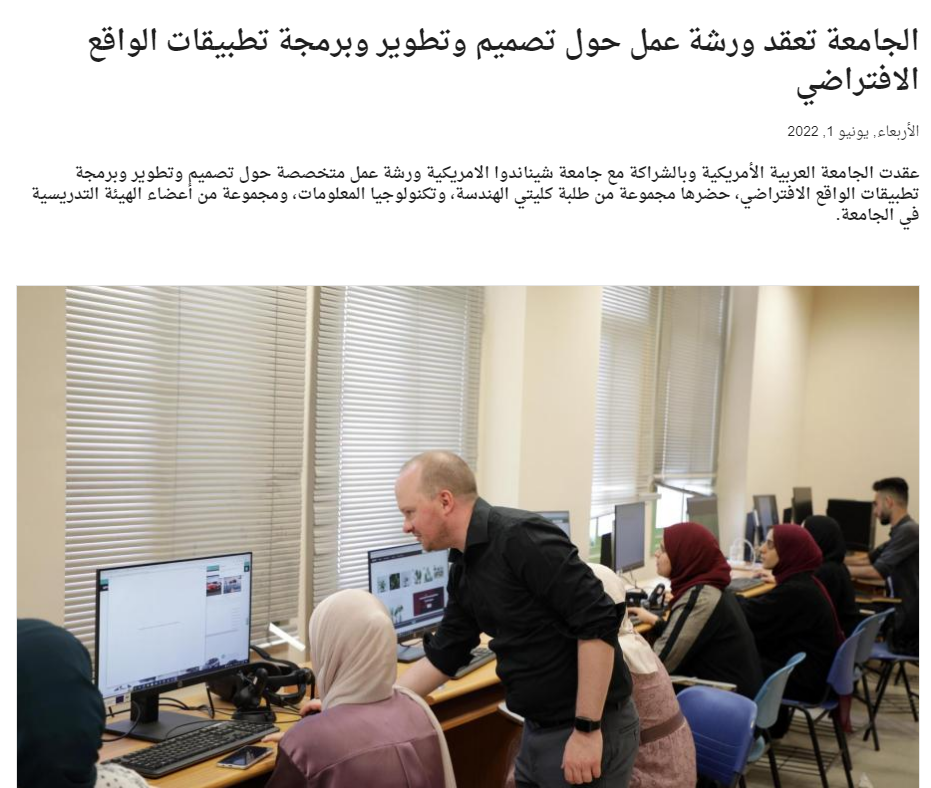 الجامعة تعقد ورشة عمل حول تصميم وتطوير وبرمجة تطبيقات الواقع
الافتراضي
الأربعاء, يونيو 1, 2022
عقدت الجامعة العربية الأمريكية وبالشراكة مع جامعة شيناندوا الامريكية ورشة عمل متخصصة حول تصميم وتطوير وبرمجة
تطبيقات الواقع الافتراضي، حضرها مجموعة من طلبة كليتي الهندسة، وتكنولوجيا المعلومات، ومجموعة من أعضاء الهيئة التدريسية
في الجامعة.